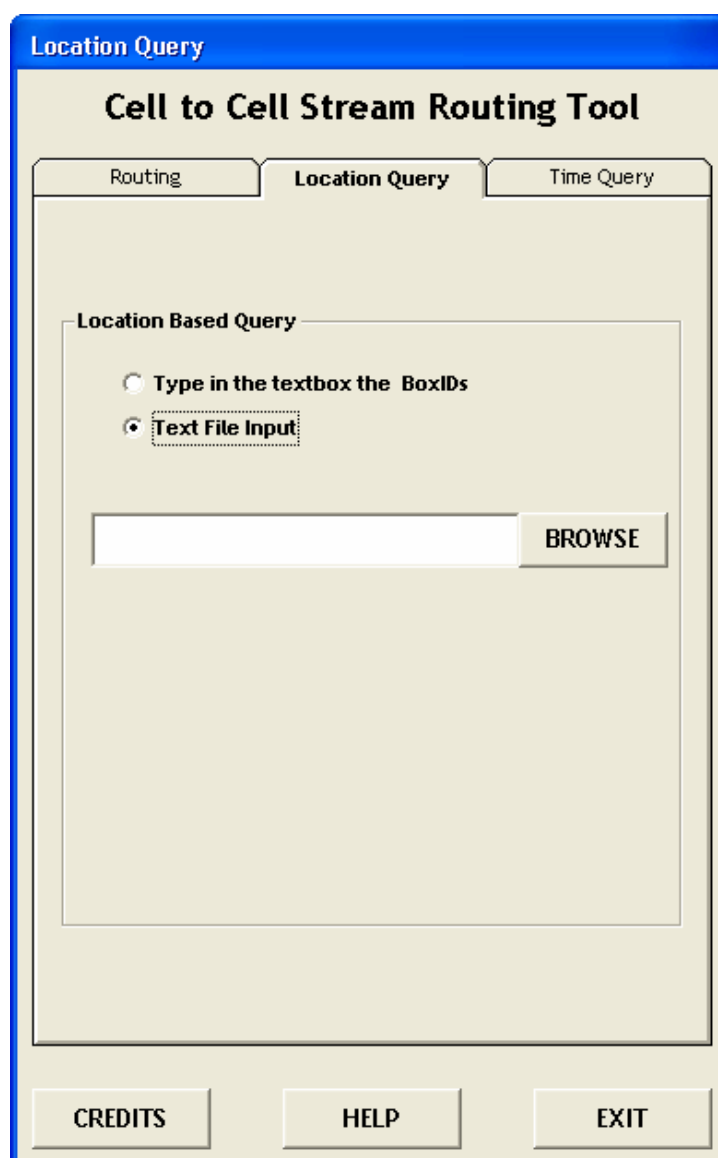 Location Query
Cell to Cell Stream Routing Tool
Routing Location Query Time Query
Location Based Query
Type in the textbox the BoxIDs
Text File Input
BROWSE
CREDITS HELP EXIT